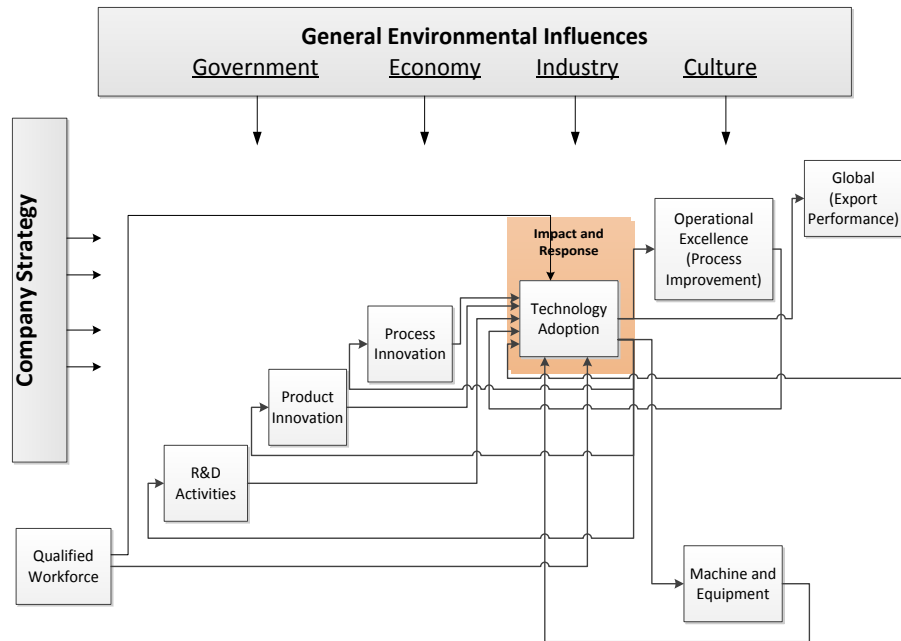 General Environmental Influences
Government Economy Industry Culture
Company Strategy
Global
(Export
Performance)
Operational
Excellence
(Process
Improvement)
Impact and
Response
Technology
Adoption
Process
Innovation
Product
Innovation
R&D
Activities
Qualified
Workforce
Machine and
Equipment